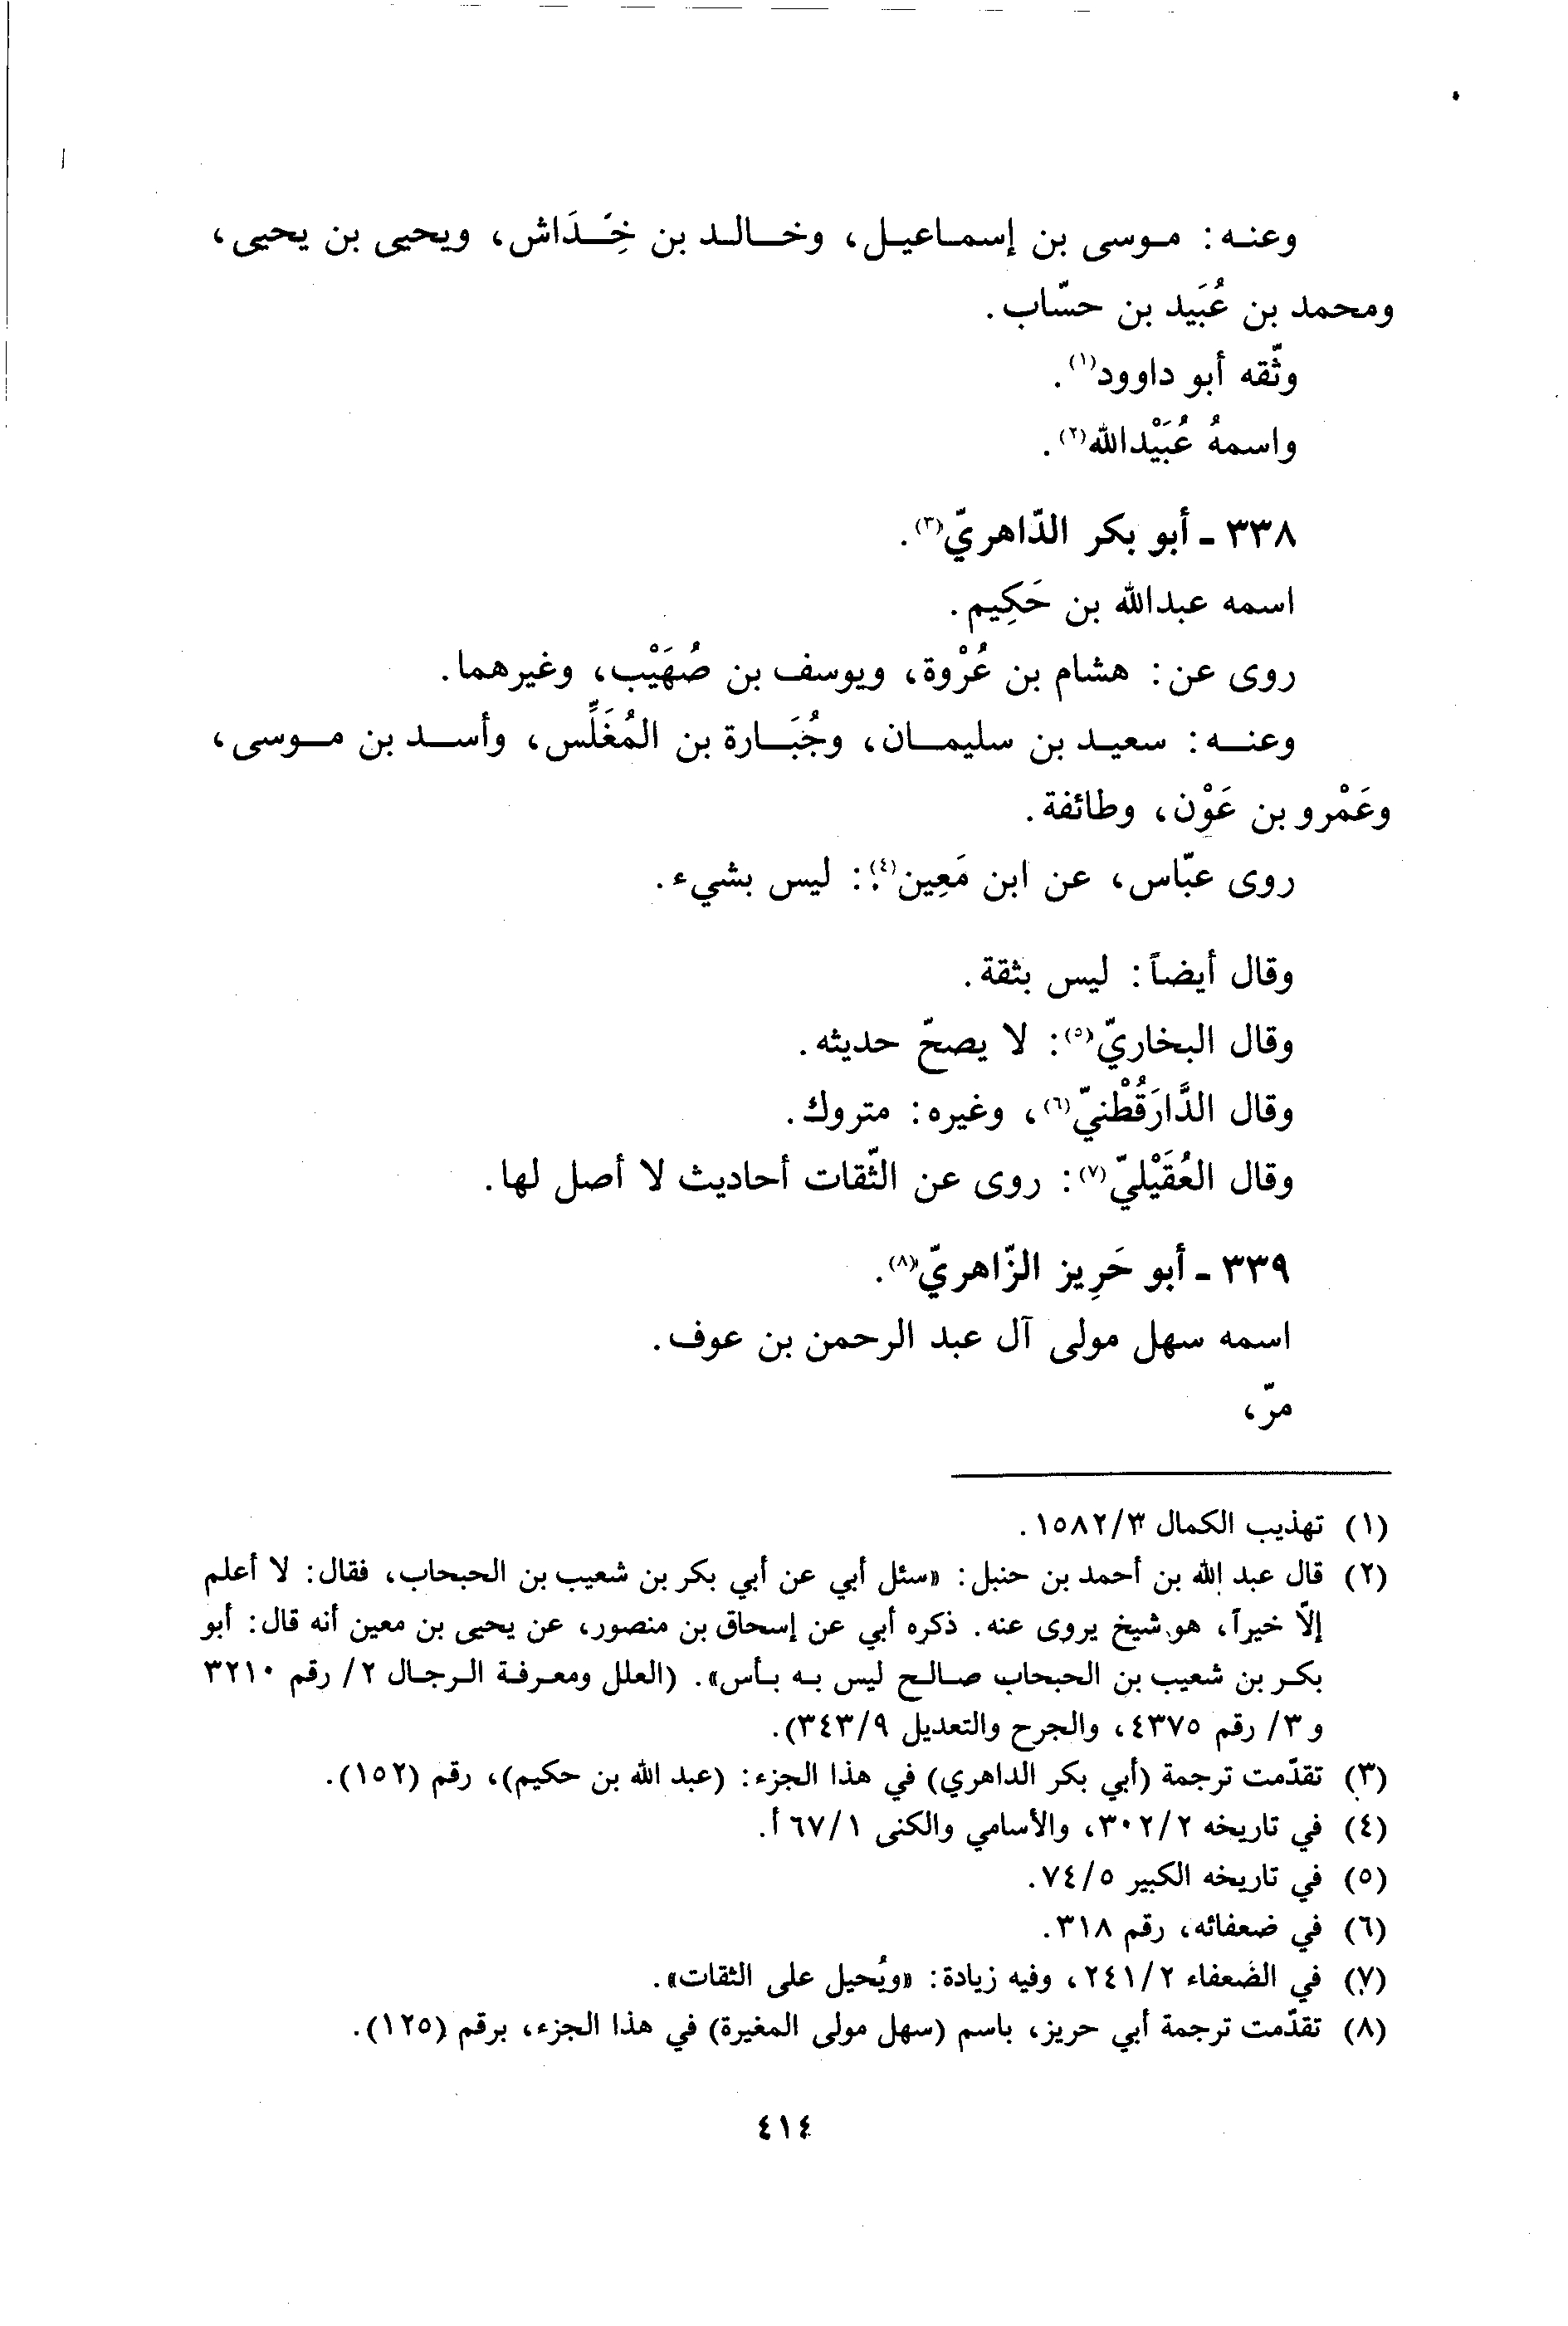 وعنه: موسى بن إسماعيل، وخالد بن خِدَاش، ويحيى بن يحيى،
ومحمد بن عُبَيد بن حسّاب.
وثّقه أبو داوود(١).
واسمهُ عُبَيْدالله(٢).
٣٣٨ - أبو بكر الدّاهريّ(٣).
اسمه عبدالله بن حَكِيم.
روى عن: هشام بن عُرْوة، ويوسف بن صُهَيْب، وغيرهما.
وعنه: سعيد بن سليمان، وجُبَارة بن المُغَلِّس، وأسد بن موسى،
وعَمْرو بن عَوْن، وطائفة.
روى عبّاس، عن ابن مَعِين(٤): ليس بشيء.
وقال أيضاً: ليس بثقة.
وقال البخاريّ(٥): لا يصحّ حديثه.
وقال الدَّارَقُطْنيّ(٦)، وغيره: متروك.
وقال العُقَيْليّ(٧): روى عن الثّقات أحاديث لا أصل لها.
٣٣٩ - أبو حَرِيز الزّاهريّ(٨).
اسمه سهل مولى آل عبد الرحمن بن عوف.
مرّ،
(١) تهذيب الكمال ١٥٨٢/٣.
(٢) قال عبد الله بن أحمد بن حنبل: «سئل أبي عن أبي بكر بن شعيب بن الحبحاب، فقال: لا أعلم
إلّا خيراً، هو شيخ يروى عنه. ذكره أبي عن إسحاق بن منصور، عن يحيى بن معين أنه قال: أبو
بكر بن شعيب بن الحبحاب صالح ليس به بأس». (العلل ومعرفة الرجال ٢/ رقم ٣٢١٠
و ٣/ رقم ٤٣٧٥، والجرح والتعديل ٣٤٣/٩).
(٣) تقدّمت ترجمة (أبي بكر الداهري) في هذا الجزء: (عبد الله بن حكيم)، رقم (١٥٢).
(٤) في تاريخه ٣٠٢/٢، والأسامي والكنى ٦٧/١ أ.
(٥) في تاريخه الكبير ٧٤/٥.
(٦) في ضعفائه، رقم ٣١٨.
(٧) في الضعفاء ٢٤١/٢، وفيه زيادة: «ويُحيل على الثقات».
(٨) تقدّمت ترجمة أبي حريز، باسم (سهل مولى المغيرة) في هذا الجزء، برقم (١٢٥).
٤١٤